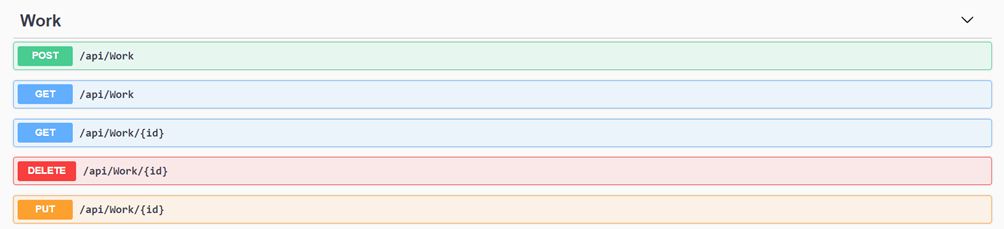 Work
POST /api/Work
GET /api/Work
GET /api/Work/{id}
DELETE /api/Work/{id}
PUT /api/Work/{id}